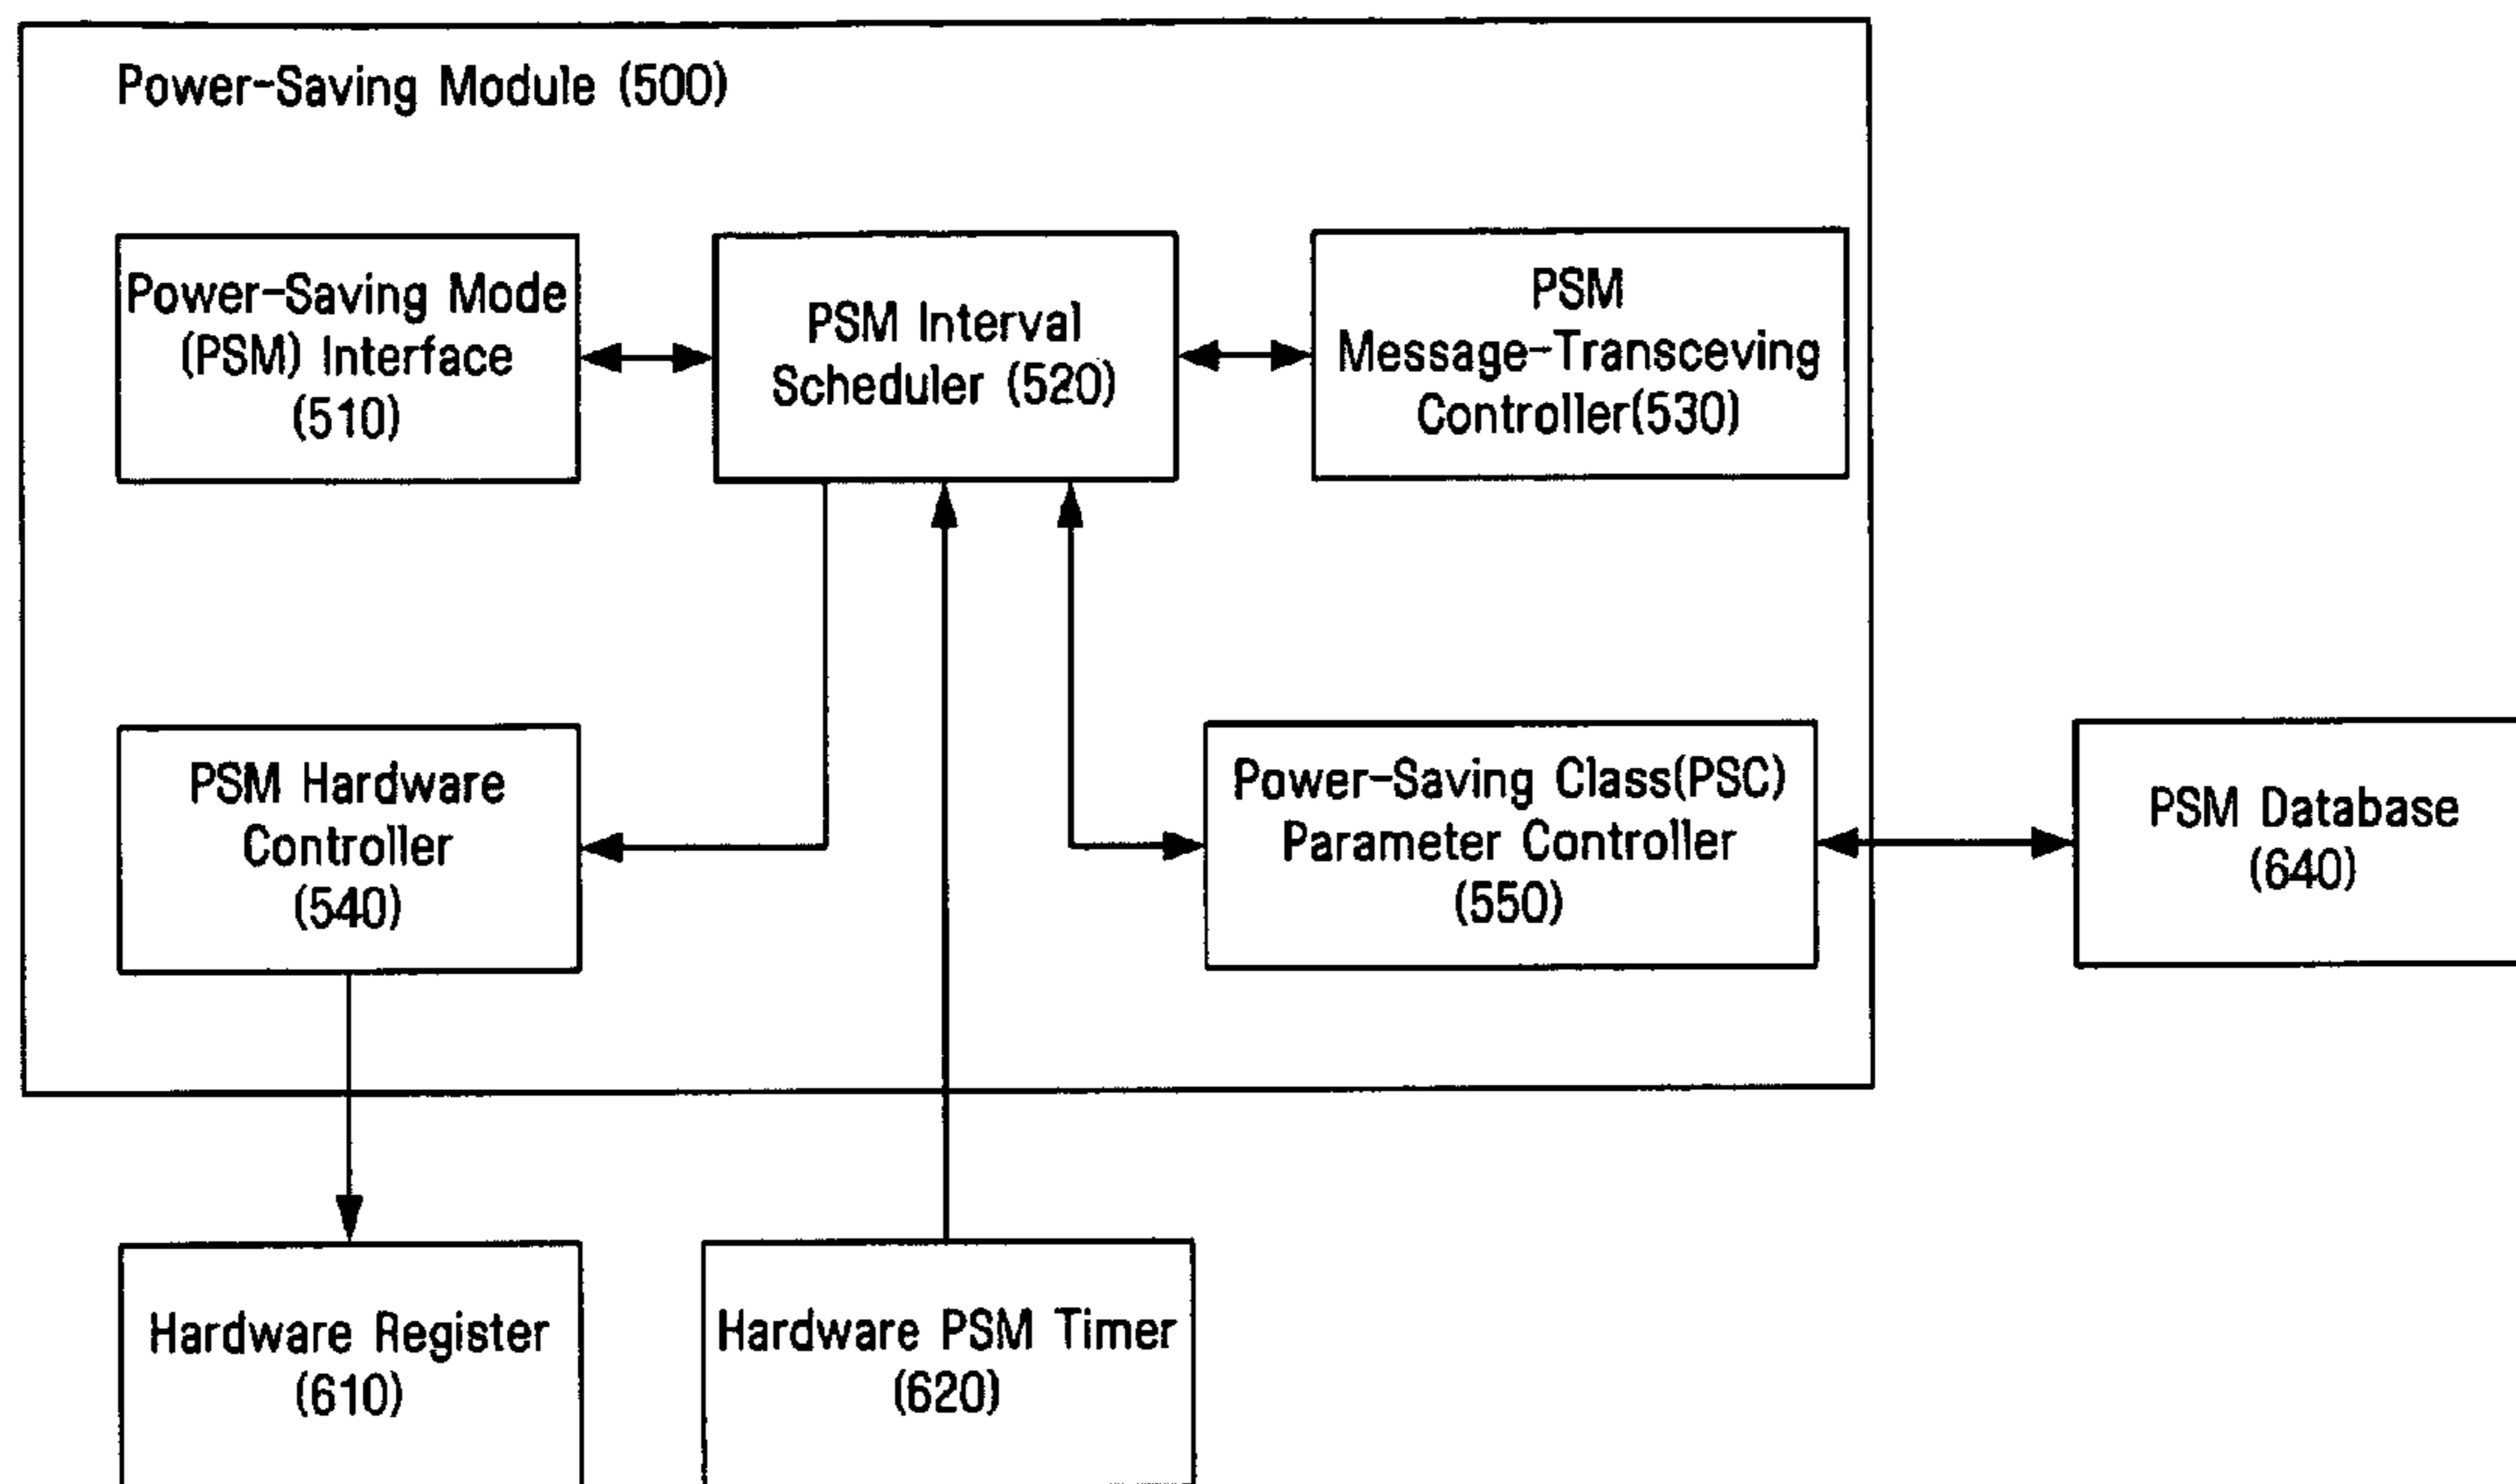 Power-Saving Module (500)
Power-Saving Mode
(PSM) Interface
(510)
PSM Interval
Scheduler (520)
PSM
Message-Transceving
Controller(530)
PSM Hardware
Controller
(540)
Power-Saving Class(PSC)
Parameter Controller
(550)
PSM Database
(640)
Hardware Register
(610)
Hardware PSM Timer
(620)